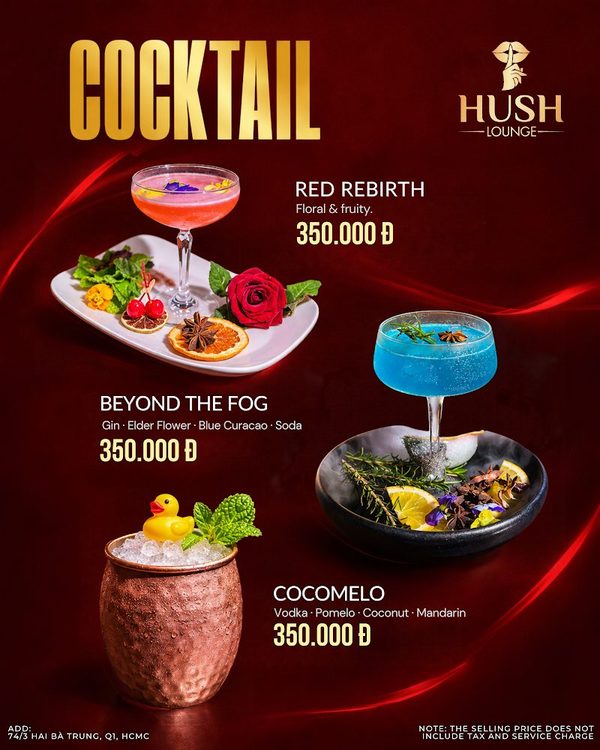 COCKTAIL
HUSH
LOUNGE
RED REBIRTH
Floral & fruity.
350.000 Đ
BEYOND THE FOG
Gin · Elder Flower · Blue Curacao · Soda
350.000 Đ
COCOMELO
Vodka · Pomelo · Coconut · Mandarin
350.000 Đ
ADD:
74/3 HAI BÀ TRUNG, Q1, HCMC
NOTE: THE SELLING PRICE DOES NOT
INCLUDE TAX AND SERVICE CHARGE